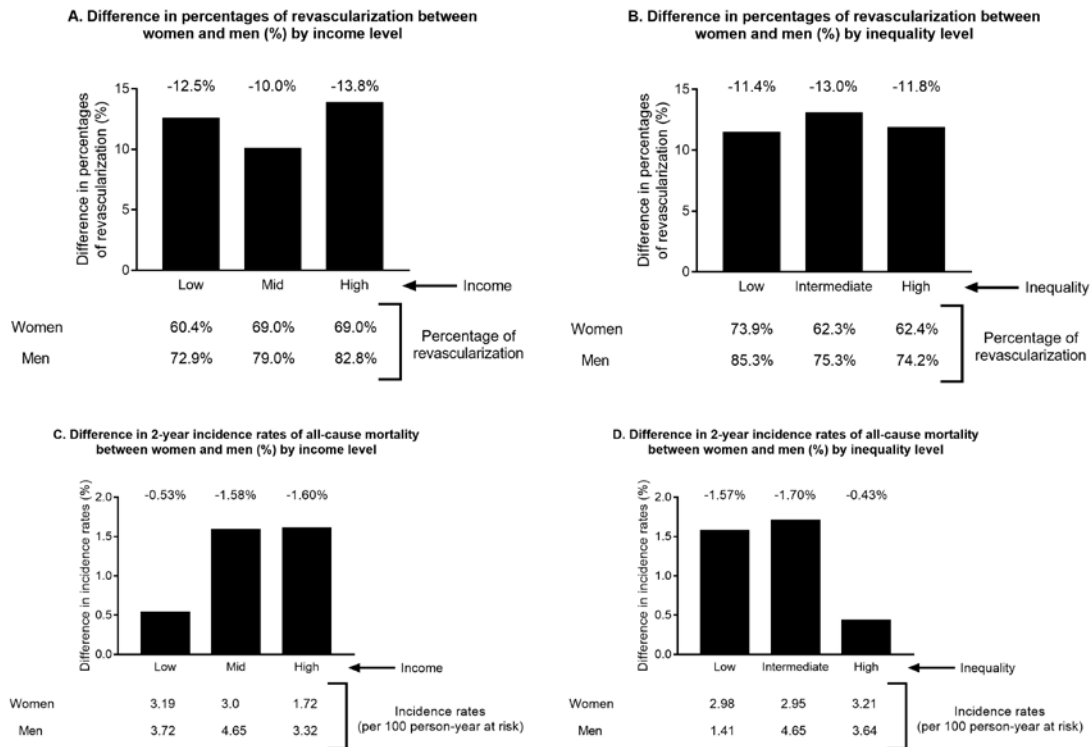 A. Difference in percentages of revascularization between
women and men (%) by income level
Difference in percentages
of revascularization (%)
15
10
5
0
-12.5% -10.0% -13.8%
Low Mid High Income
Women 60.4% 69.0% 69.0%
Men 72.9% 79.0% 82.8%
Percentage of
revascularization
B. Difference in percentages of revascularization between
women and men (%) by inequality level
Difference in percentages
of revascularization (%)
15
10
5
0
-11.4% -13.0% -11.8%
Low Intermediate High Inequality
Women 73.9% 62.3% 62.4%
Men 85.3% 75.3% 74.2%
Percentage of
revascularization
C. Difference in 2-year incidence rates of all-cause mortality
between women and men (%) by income level
Difference in incidence rates (%)
2.0
1.5
1.0
0.5
0.0
-0.53% -1.58% -1.60%
Low Mid High Income
Women 3.19 3.0 1.72
Men 3.72 4.65 3.32
Incidence rates
(per 100 person-year at risk)
D. Difference in 2-year incidence rates of all-cause mortality
between women and men (%) by inequality level
Difference in incidence rates (%)
2.0
1.5
1.0
0.5
0.0
-1.57% -1.70% -0.43%
Low Intermediate High Inequality
Women 2.98 2.95 3.21
Men 1.41 4.65 3.64
Incidence rates
(per 100 person-year at risk)